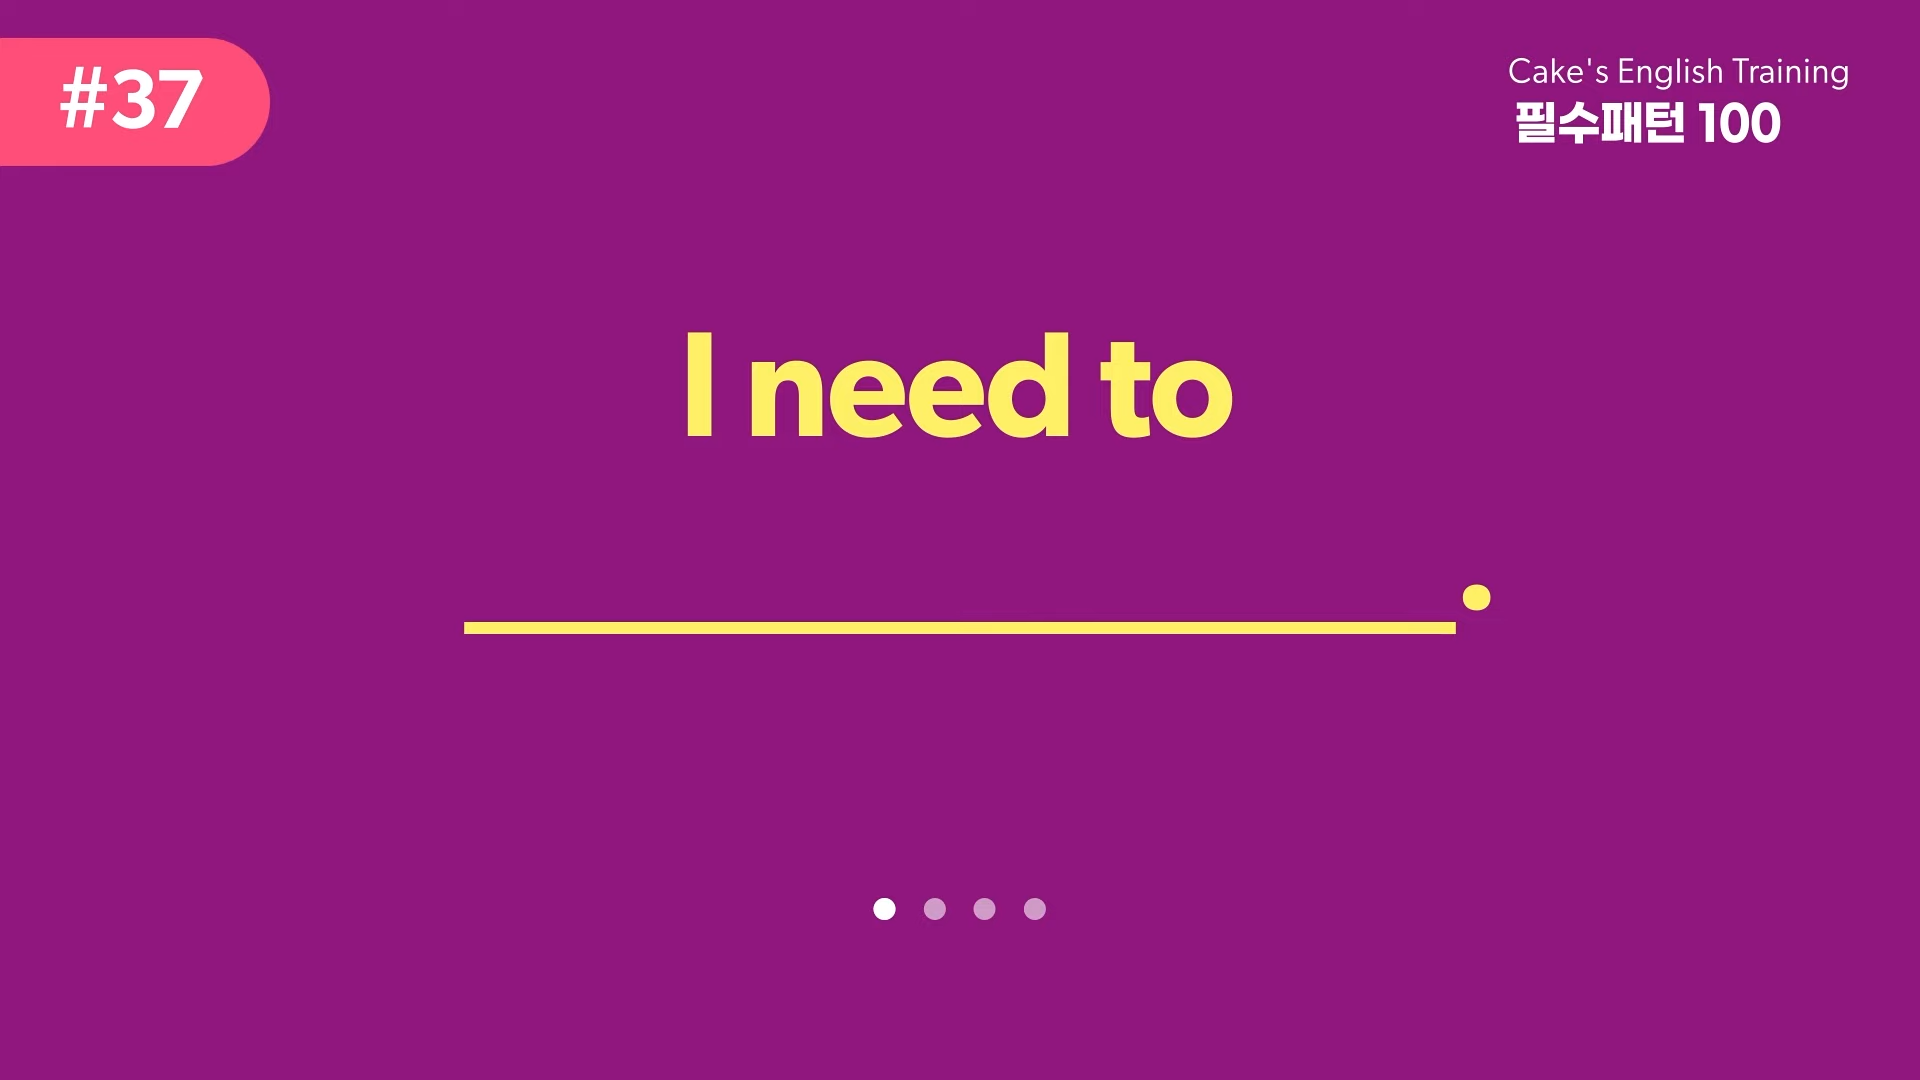 #37
Cake's English Training
필수패턴 100
I need to
.